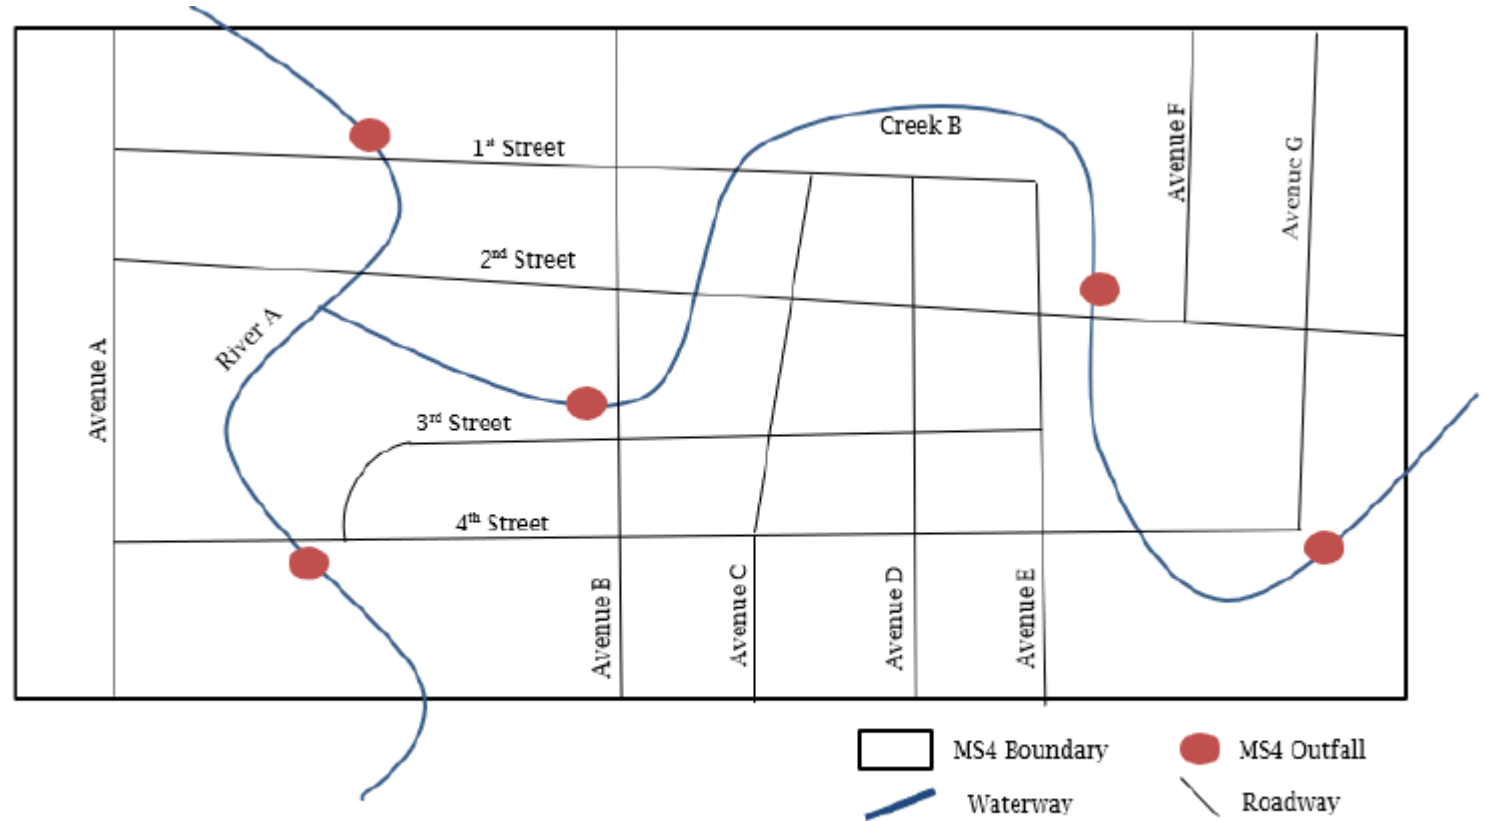 Creek B
1st Street
Avenue F
Avenue G
2nd Street
River A
Avenue A
3rd Street
4th Street
Avenue B
Avenue C
Avenue D
Avenue E
MS4 Boundary
MS4 Outfall
Waterway
Roadway